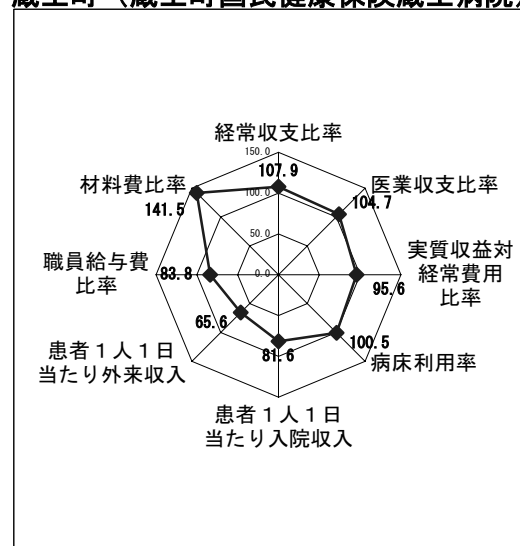 蔵王町（蔵王町国民健康保険蔵王病院）
経常収支比率
150.0
107.9
100.0
50.0
0.0
医業収支比率
104.7
実質収益対
経常費用
比率
95.6
病床利用率
100.5
患者１人１日
当たり入院収入
81.6
患者１人１日
当たり外来収入
65.6
職員給与費
比率
83.8
材料費比率
141.5